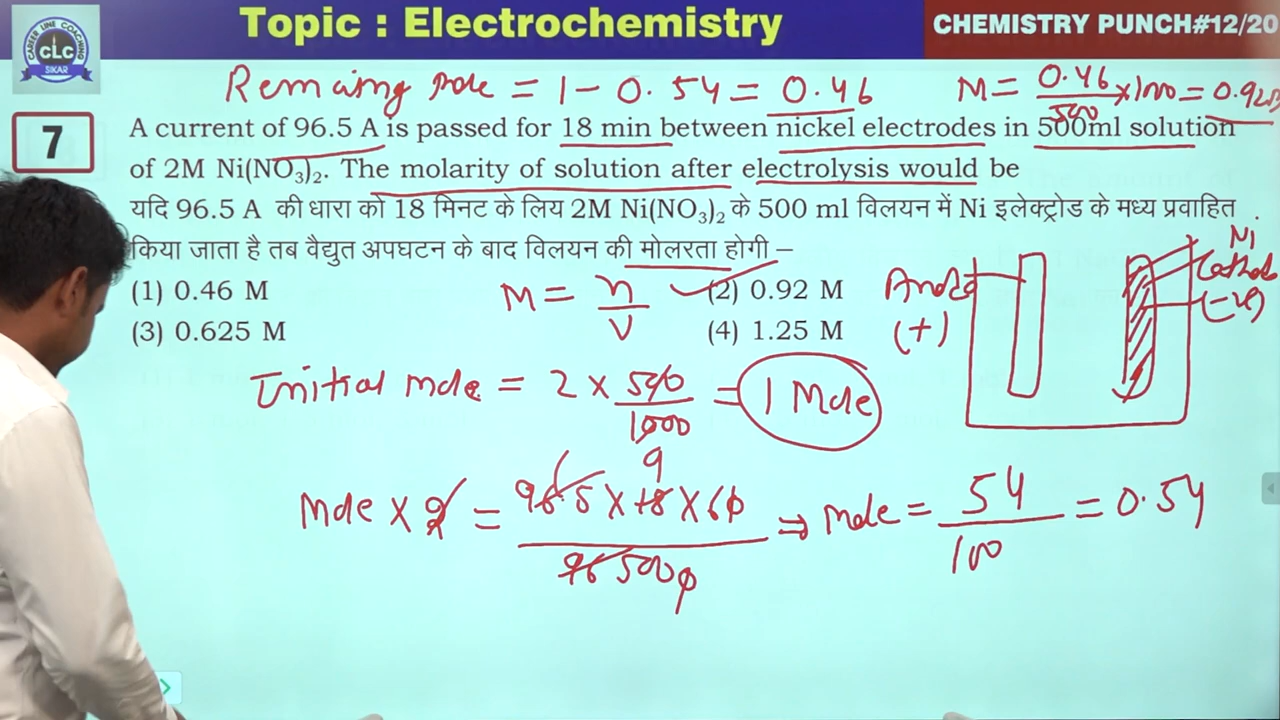 CAREER LINE COACHING
CLC
SIKAR
Topic : Electrochemistry
CHEMISTRY PUNCH#12/20
Remaing mole = 1 - 0.54 = 0.46
M = 0.46/500 × 1000 = 0.92
7
A current of 96.5 A is passed for 18 min between nickel electrodes in 500ml solution
of 2M Ni(NO₃)₂. The molarity of solution after electrolysis would be
यदि 96.5 A की धारा को 18 मिनट के लिय 2M Ni(NO₃)₂ के 500 ml विलयन में Ni इलेक्ट्रोड के मध्य प्रवाहित
किया जाता है तब वैद्युत अपघटन के बाद विलयन की मोलरता होगी –
(1) 0.46 M
(2) 0.92 M
(3) 0.625 M
(4) 1.25 M
M = n/V
Anode
(+)
Ni
Cathode
(-ve)
Initial mole = 2 × 500/1000 = 1 Mole
9
Mole × 2 = 96.5 × 18 × 60/96500 ⇒ mole = 54/100 = 0.54